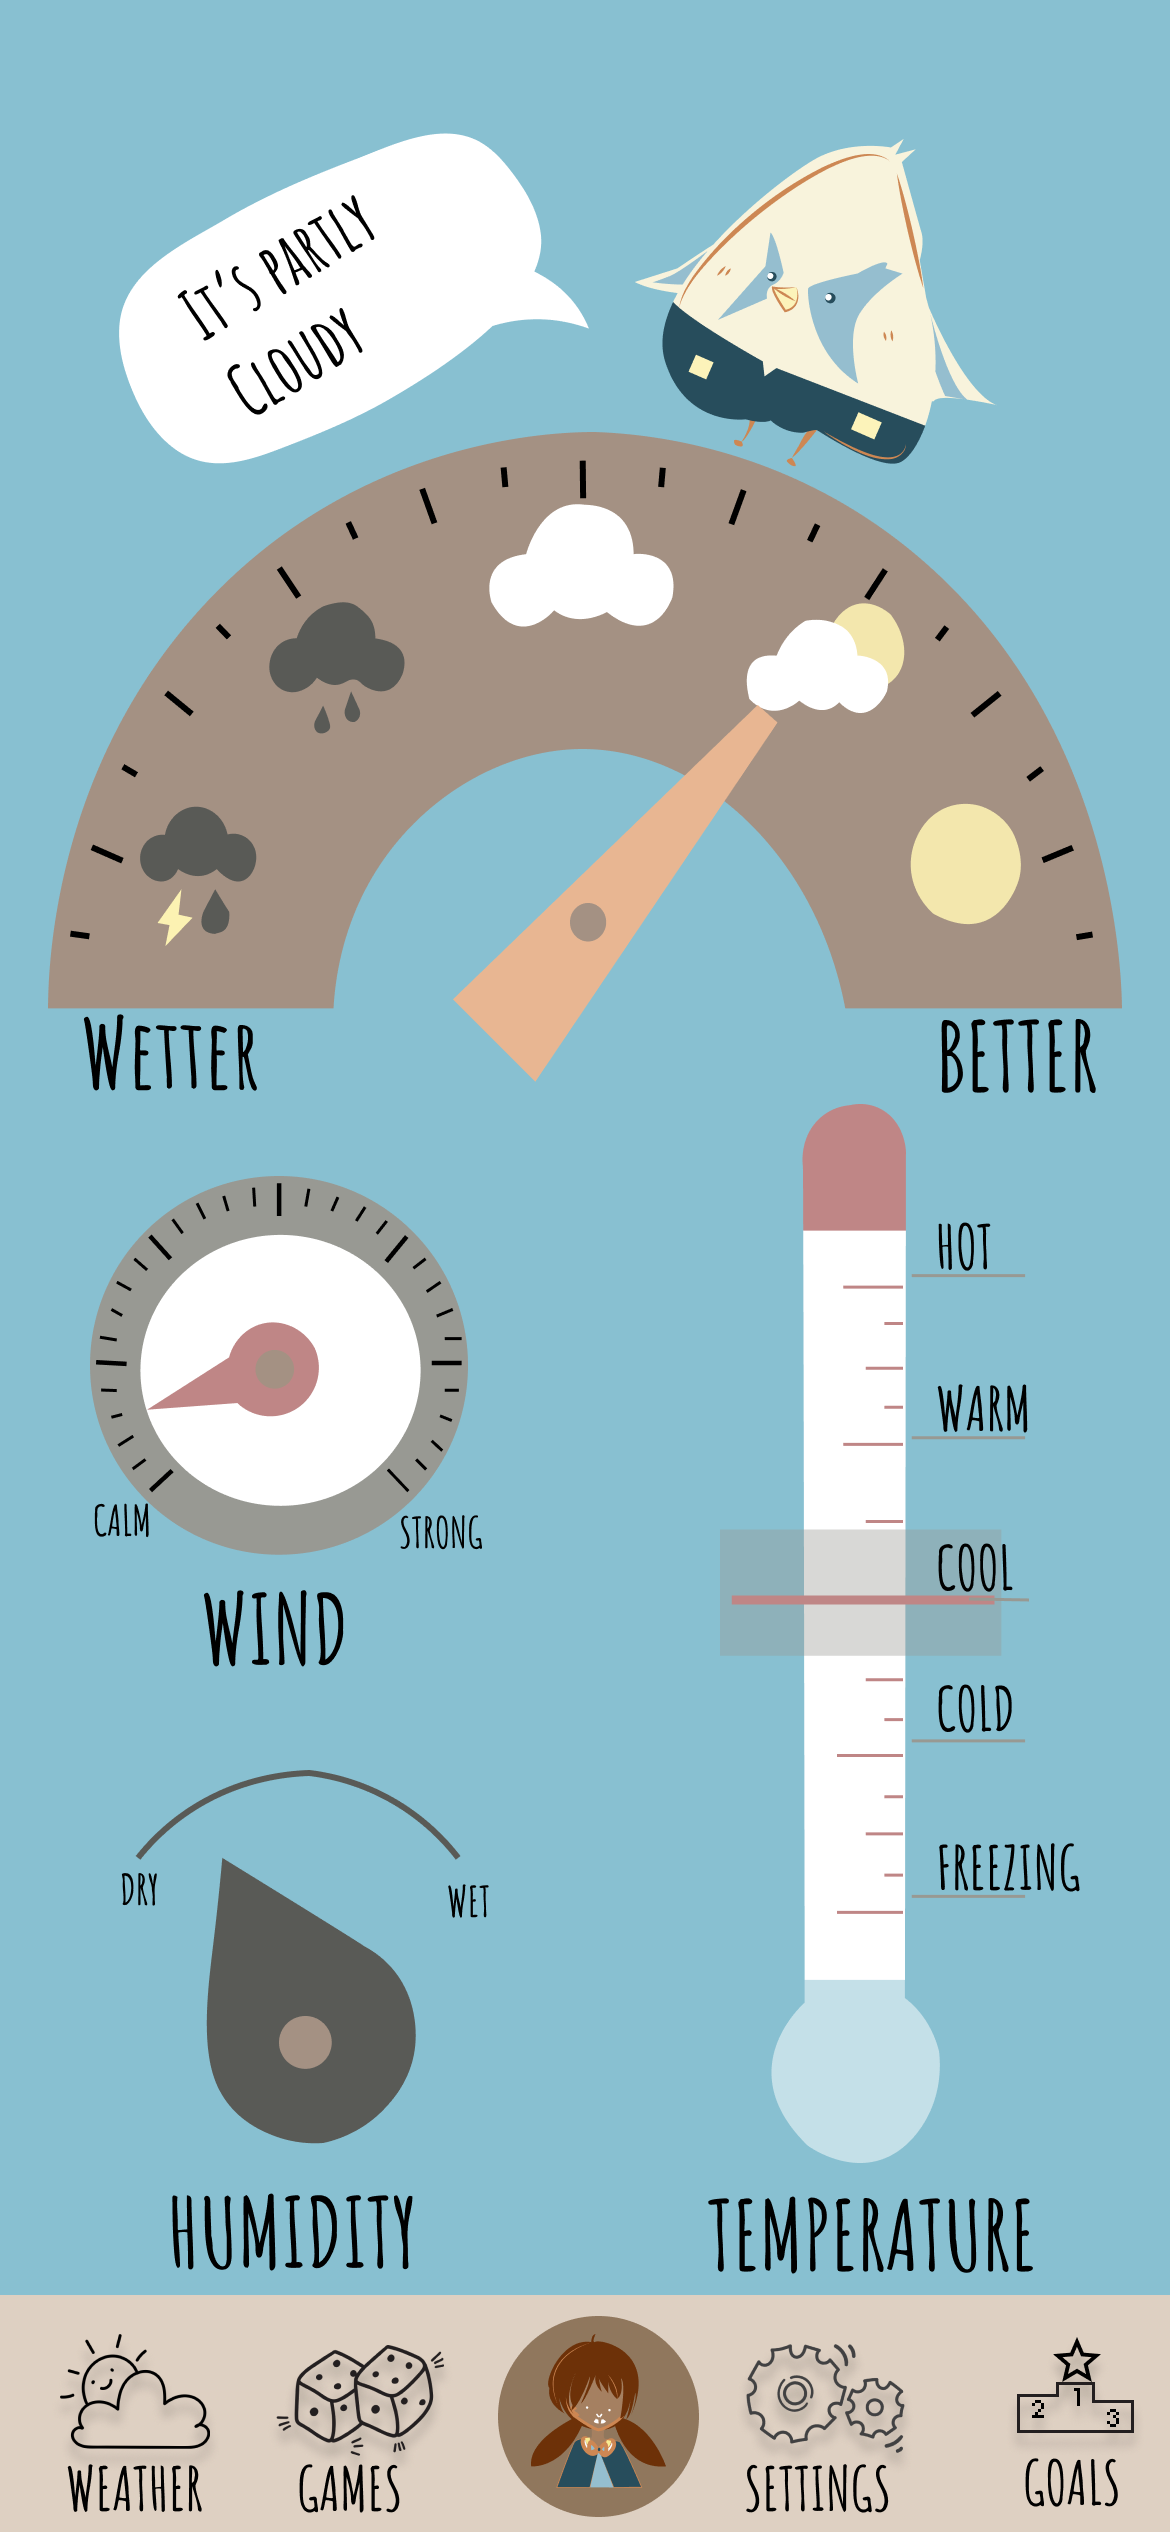 It's partly
Cloudy
Wetter
BETTER
HOT
WARM
COOL
COLD
FREEZING
CALM
STRONG
WIND
DRY
WET
HUMIDITY
TEMPERATURE
WEATHER
GAMES
SETTINGS
2 1 3
GOALS